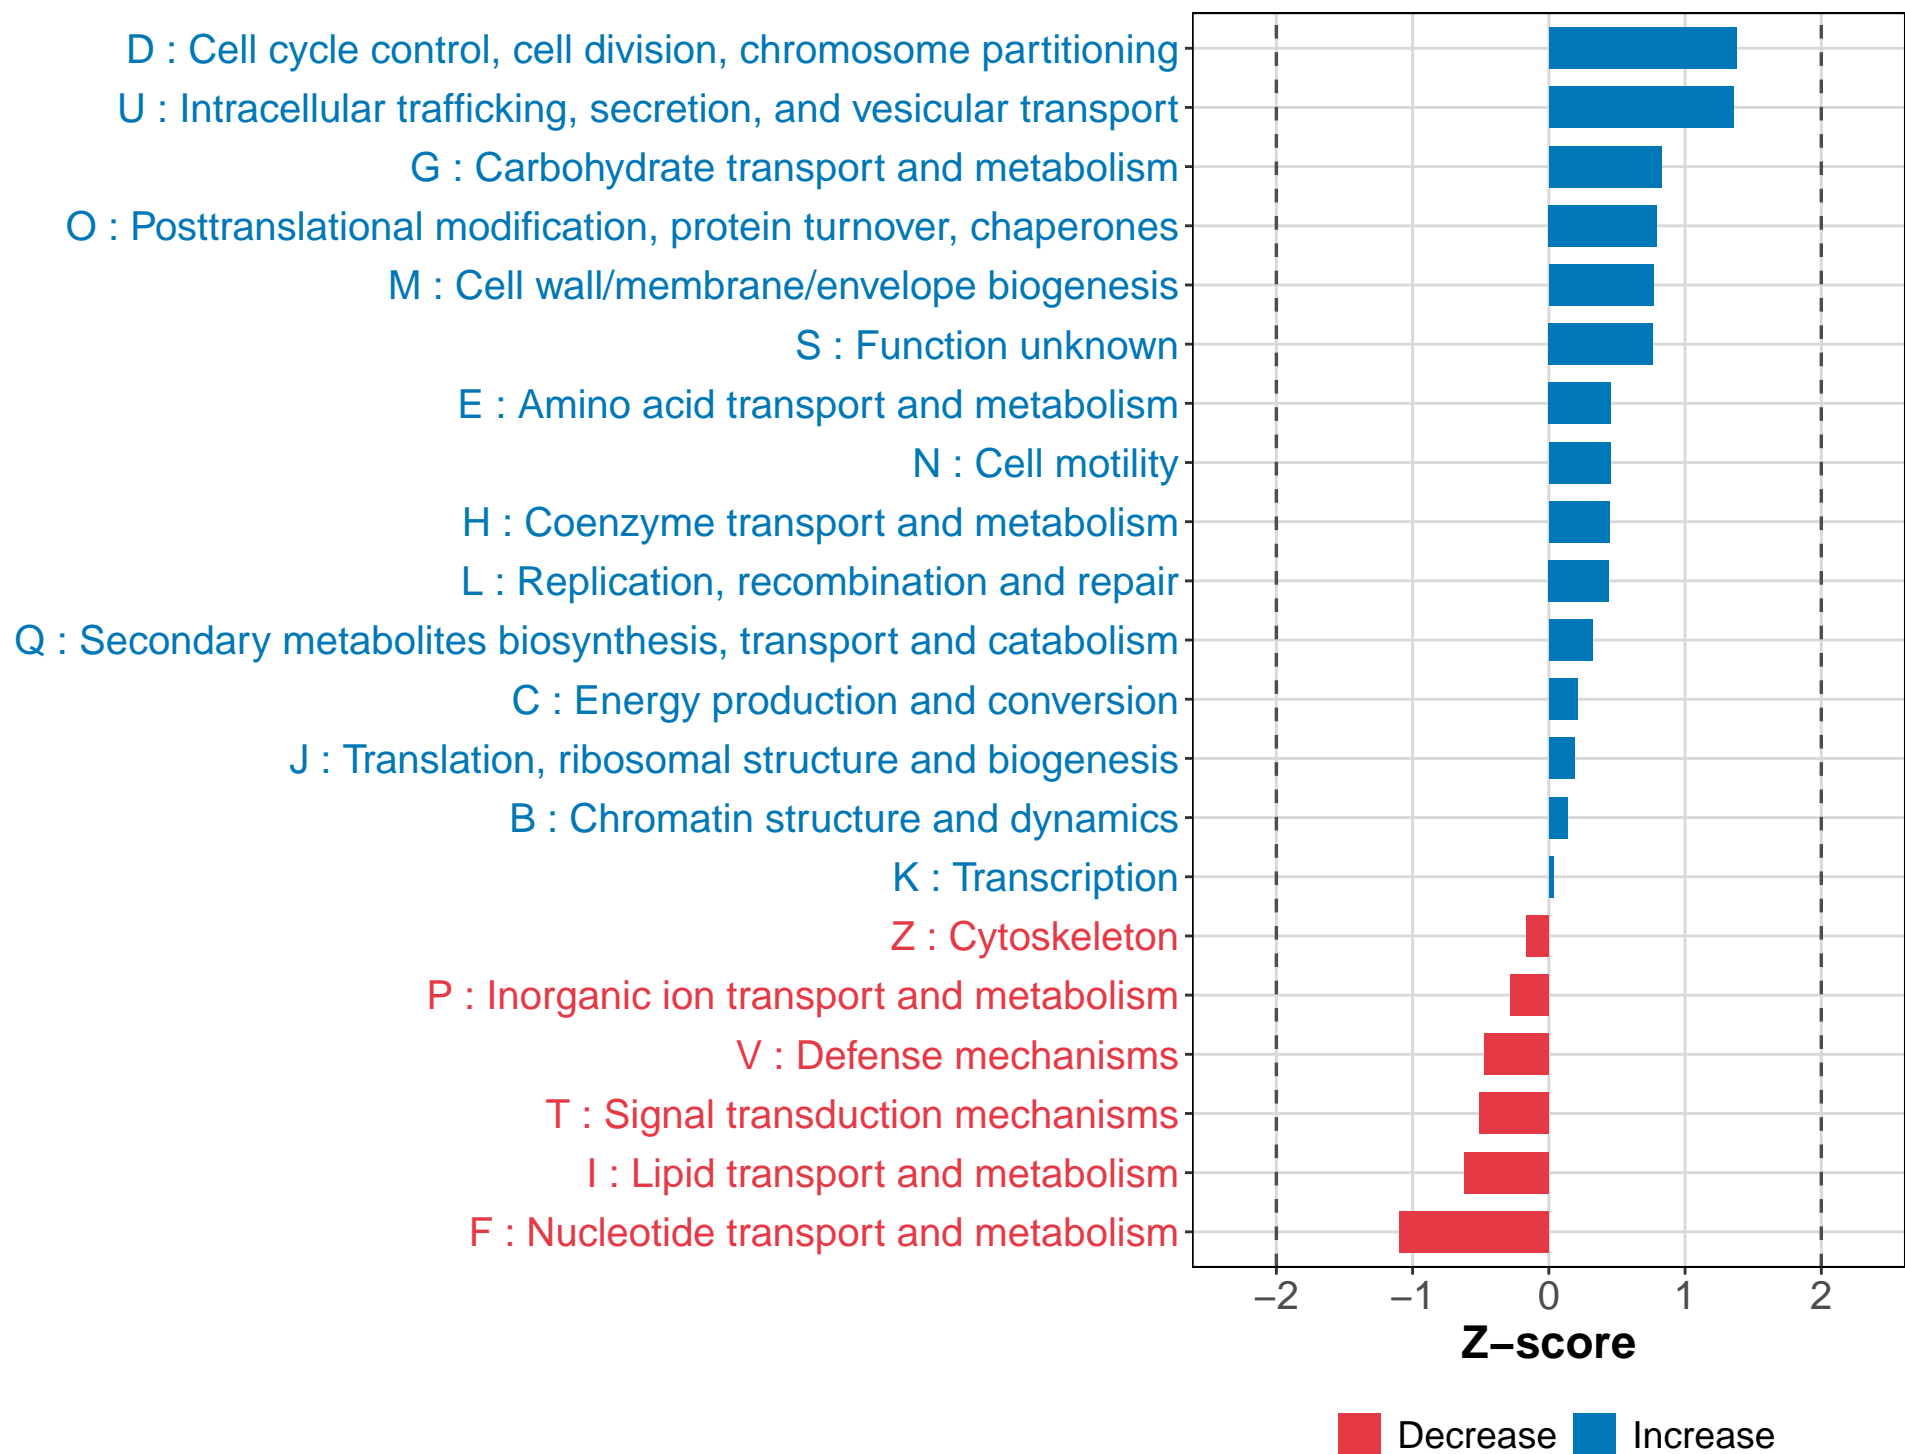 D : Cell cycle control, cell division, chromosome partitioning
U : Intracellular trafficking, secretion, and vesicular transport
G : Carbohydrate transport and metabolism
O : Posttranslational modification, protein turnover, chaperones
M : Cell wall/membrane/envelope biogenesis
S : Function unknown
E : Amino acid transport and metabolism
N : Cell motility
H : Coenzyme transport and metabolism
L : Replication, recombination and repair
Q : Secondary metabolites biosynthesis, transport and catabolism
C : Energy production and conversion
J : Translation, ribosomal structure and biogenesis
B : Chromatin structure and dynamics
K : Transcription
Z : Cytoskeleton
P : Inorganic ion transport and metabolism
V : Defense mechanisms
T : Signal transduction mechanisms
I : Lipid transport and metabolism
F : Nucleotide transport and metabolism
−2 −1 0 1 2
Z−score
Decrease Increase